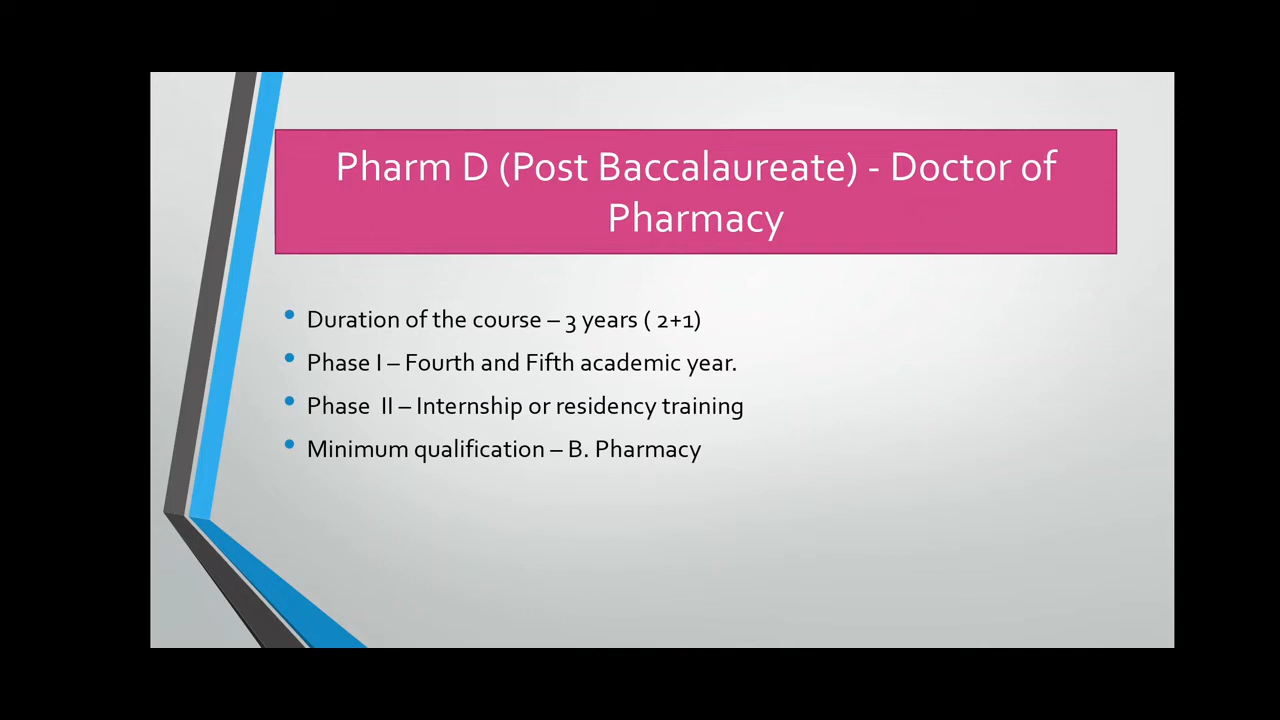 Pharm D (Post Baccalaureate) - Doctor of
Pharmacy
• Duration of the course – 3 years ( 2+1)
• Phase I – Fourth and Fifth academic year.
• Phase  II – Internship or residency training
• Minimum qualification – B. Pharmacy